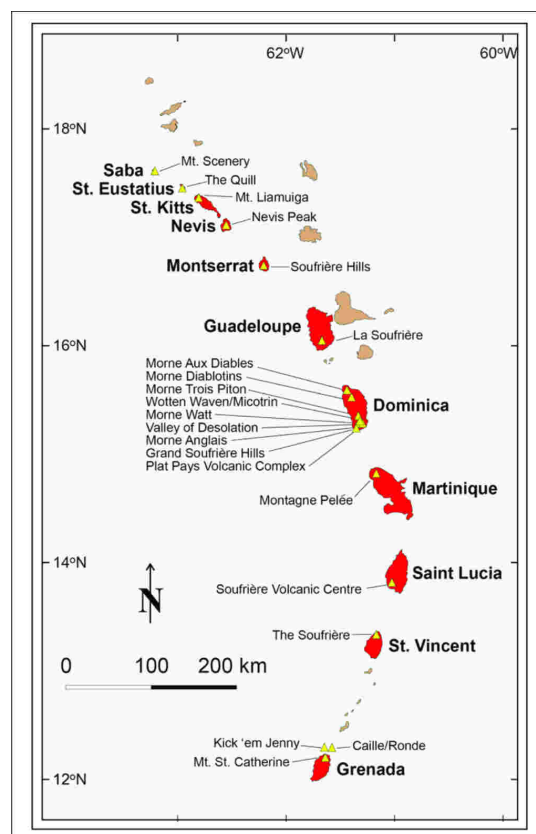 62ºW
60ºW
18ºN
Saba
Mt. Scenery
St. Eustatius
The Quill
St. Kitts
Mt. Liamuiga
Nevis
Nevis Peak
Montserrat
Soufrière Hills
Guadeloupe
La Soufrière
16ºN
Morne Aux Diables
Morne Diablotins
Morne Trois Piton
Wotten Waven/Micotrin
Morne Watt
Valley of Desolation
Morne Anglais
Grand Soufrière Hills
Plat Pays Volcanic Complex
Dominica
Montagne Pelée
Martinique
14ºN
Saint Lucia
Soufrière Volcanic Centre
N
The Soufrière
St. Vincent
0 100 200 km
Kick 'em Jenny
Caille/Ronde
Mt. St. Catherine
Grenada
12ºN